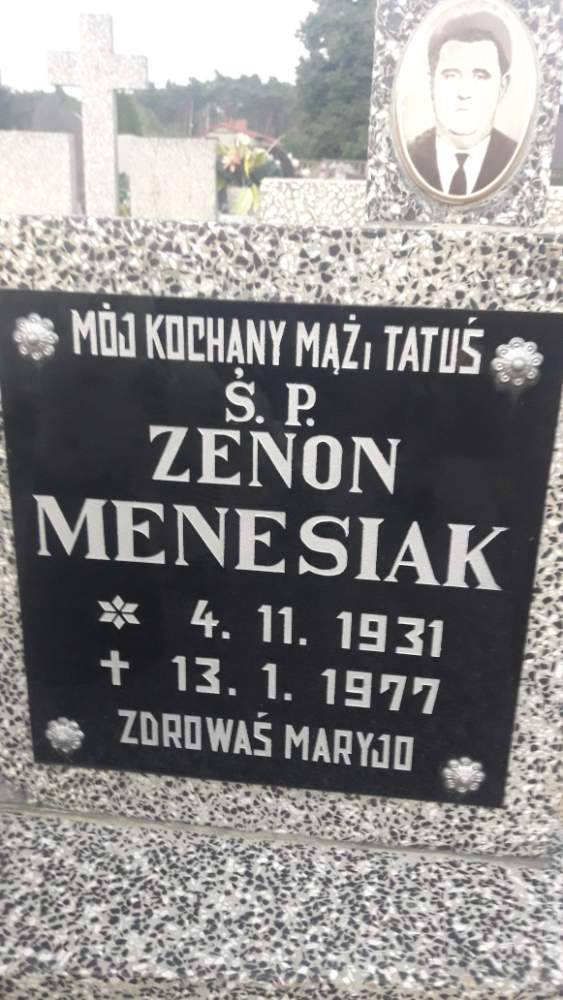 MÓJ KOCHANY MĄŻ I TATUŚ
Ś. P.
ZENON
MENESIAK
4. 11. 1931
13. 1. 1977
ZDROWAŚ MARYJO